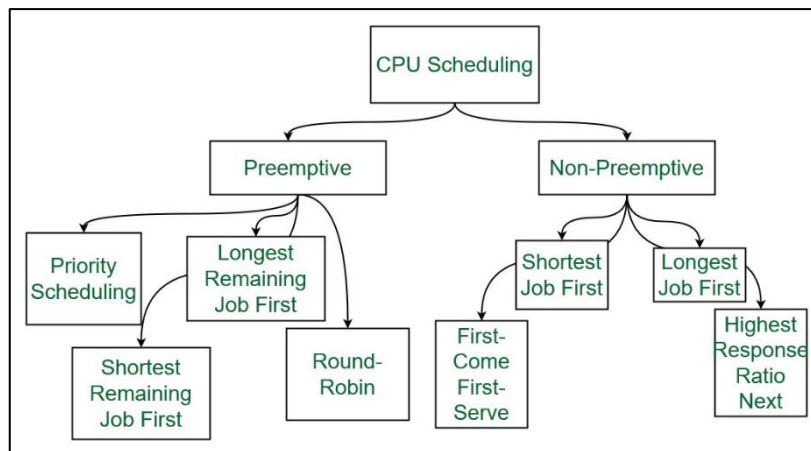 CPU Scheduling
Preemptive
Non-Preemptive
Priority
Scheduling
Longest
Remaining
Job First
Shortest
Job First
Longest
Job First
Shortest
Remaining
Job First
Round-
Robin
First-
Come
First-
Serve
Highest
Response
Ratio
Next